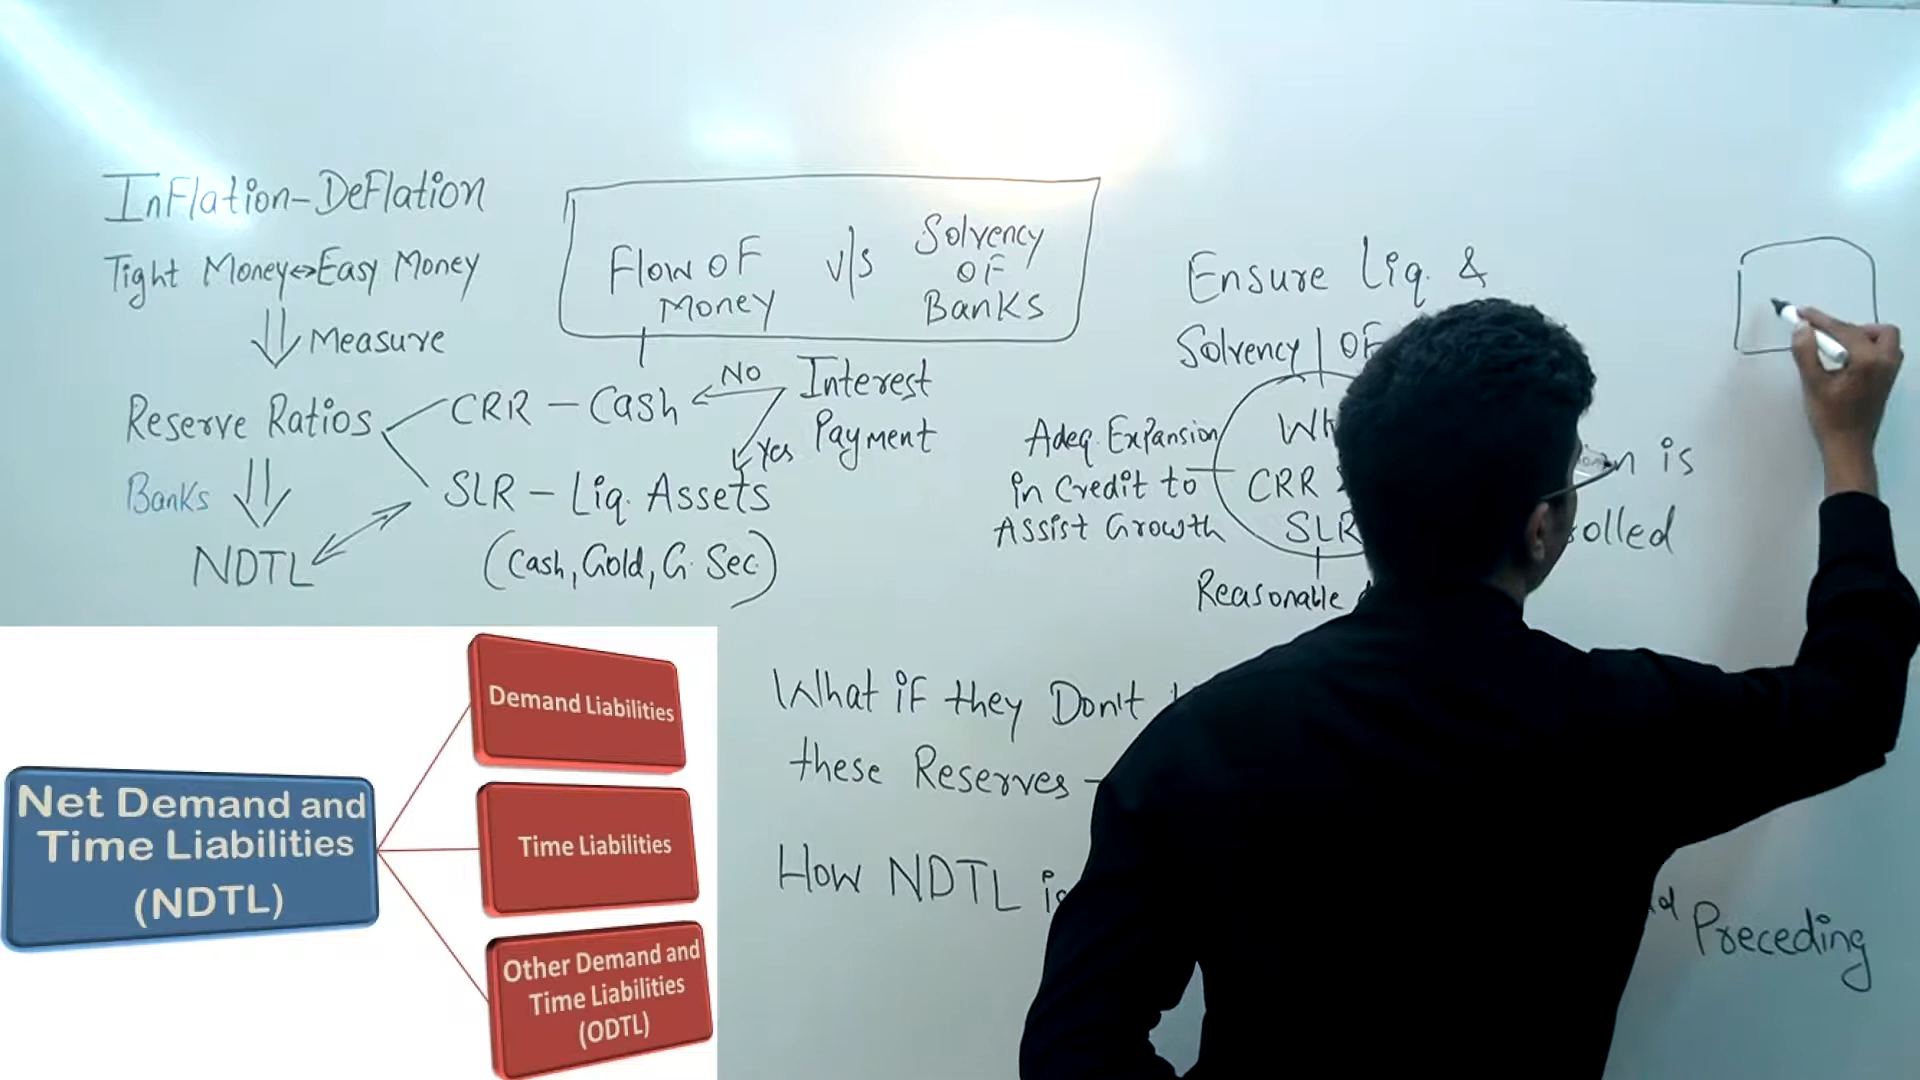 InFlation-DeFlation
Tight Money↔Easy Money
Measure
Reserve Ratios
Banks
NDTL
CRR - Cash
SLR - Liq. Assets
(Cash, Gold, G. Sec)
Flow OF
Money
v/s
Solvency
OF
Banks
NO
Interest
Payment
Yes
Ensure Liq. &
Solvency OF
Adeq. Expansion
in Credit to
Assist Growth
CRR
SLR
is
Reasonable
What iF they Don't
these Reserves -
How NDTL is
Preceding
Net Demand and
Time Liabilities
(NDTL)
Demand Liabilities
Time Liabilities
Other Demand and
Time Liabilities
(ODTL)